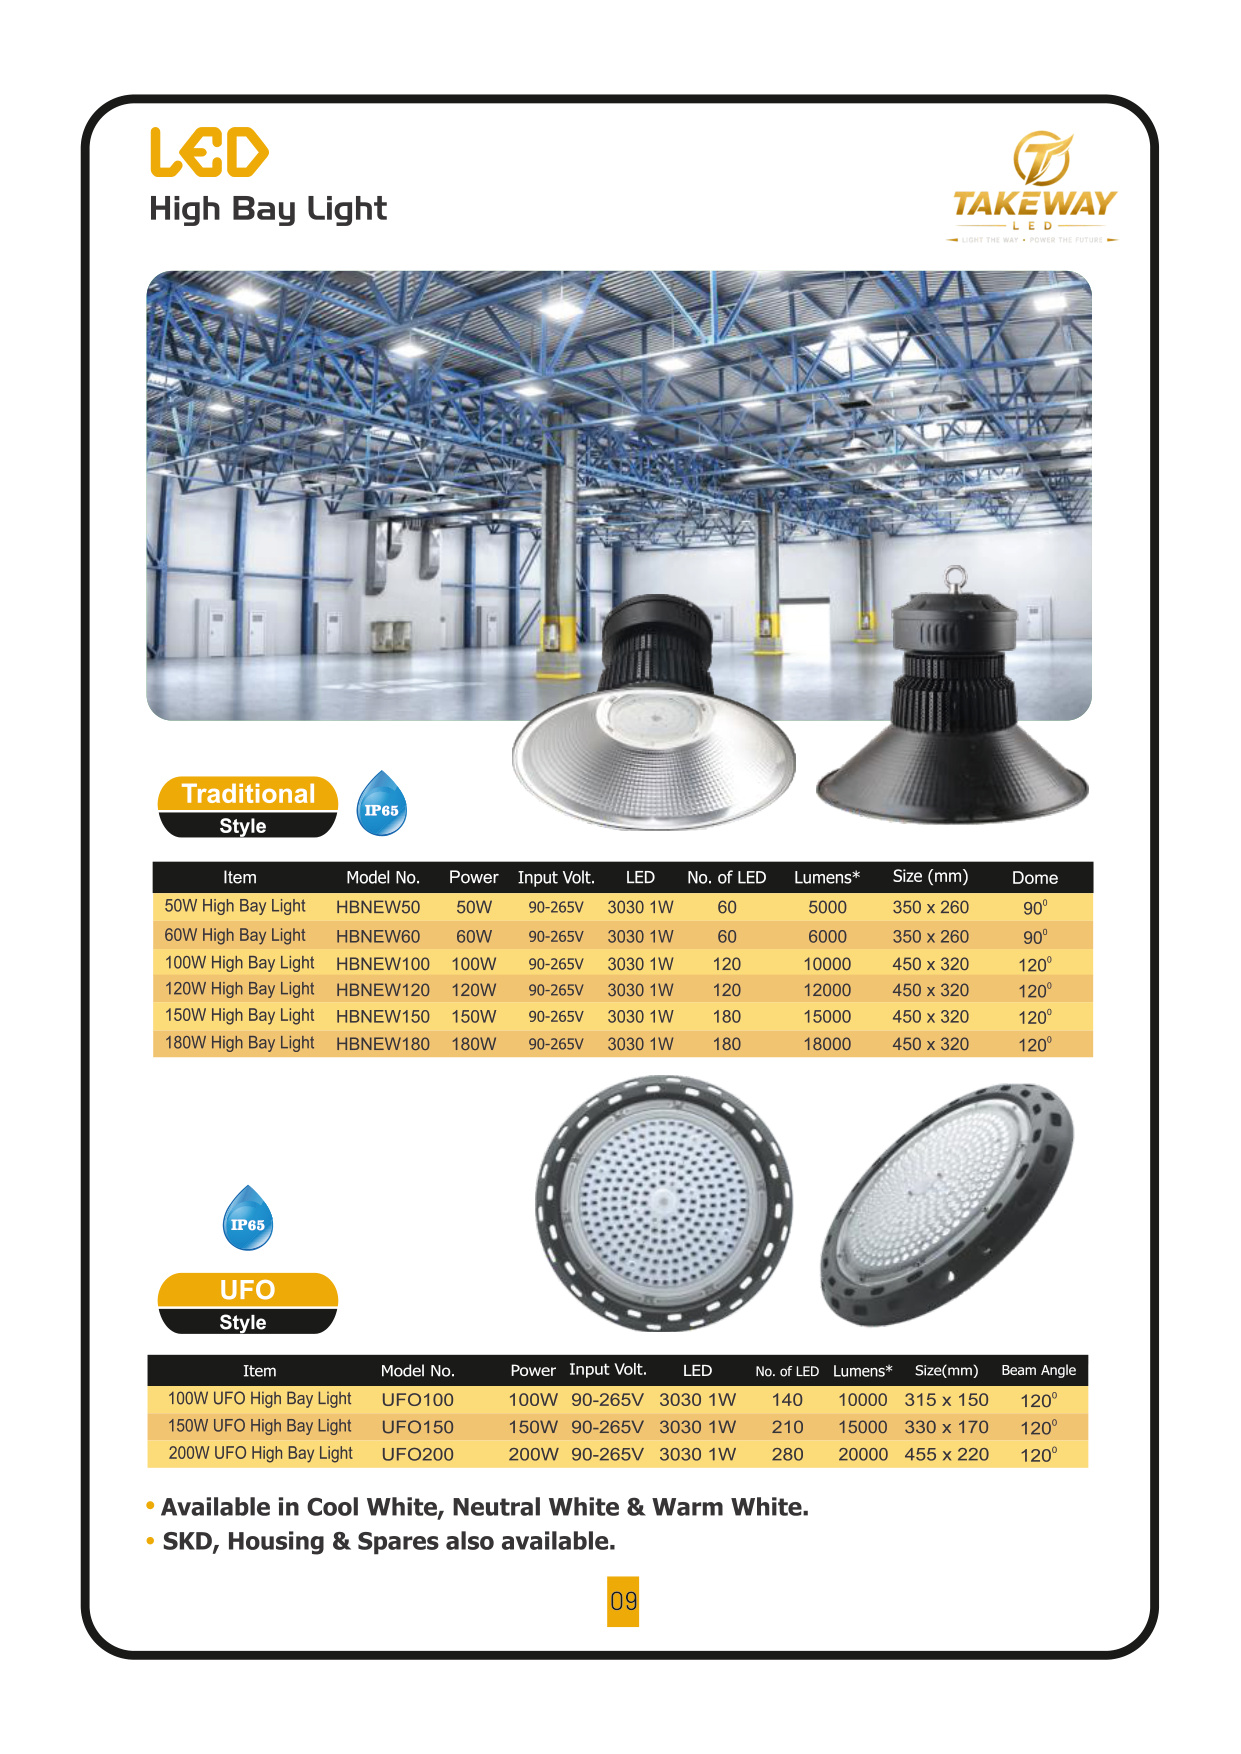 LED
High Bay Light
TAKEWAY
LED
LIGHT THE WAY • POWER THE FUTURE
Traditional
Style
IP65
Item Model No. Power Input Volt. LED No. of LED Lumens* Size (mm) Dome
50W High Bay Light HBNEW50 50W 90-265V 3030 1W 60 5000 350 x 260 90⁰
60W High Bay Light HBNEW60 60W 90-265V 3030 1W 60 6000 350 x 260 90⁰
100W High Bay Light HBNEW100 100W 90-265V 3030 1W 120 10000 450 x 320 120⁰
120W High Bay Light HBNEW120 120W 90-265V 3030 1W 120 12000 450 x 320 120⁰
150W High Bay Light HBNEW150 150W 90-265V 3030 1W 180 15000 450 x 320 120⁰
180W High Bay Light HBNEW180 180W 90-265V 3030 1W 180 18000 450 x 320 120⁰
IP65
UFO
Style
Item Model No. Power Input Volt. LED No. of LED Lumens* Size(mm) Beam Angle
100W UFO High Bay Light UFO100 100W 90-265V 3030 1W 140 10000 315 x 150 120⁰
150W UFO High Bay Light UFO150 150W 90-265V 3030 1W 210 15000 330 x 170 120⁰
200W UFO High Bay Light UFO200 200W 90-265V 3030 1W 280 20000 455 x 220 120⁰
• Available in Cool White, Neutral White & Warm White.
• SKD, Housing & Spares also available.
09